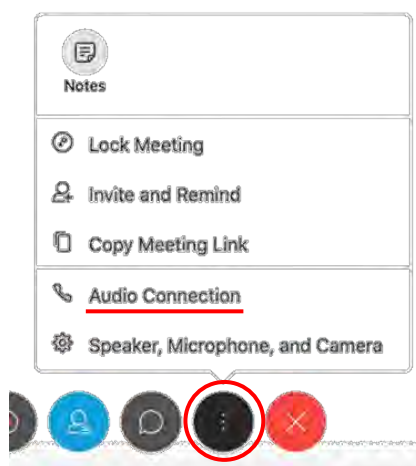 Notes
Lock Meeting
Invite and Remind
Copy Meeting Link
Audio Connection
Speaker, Microphone, and Camera